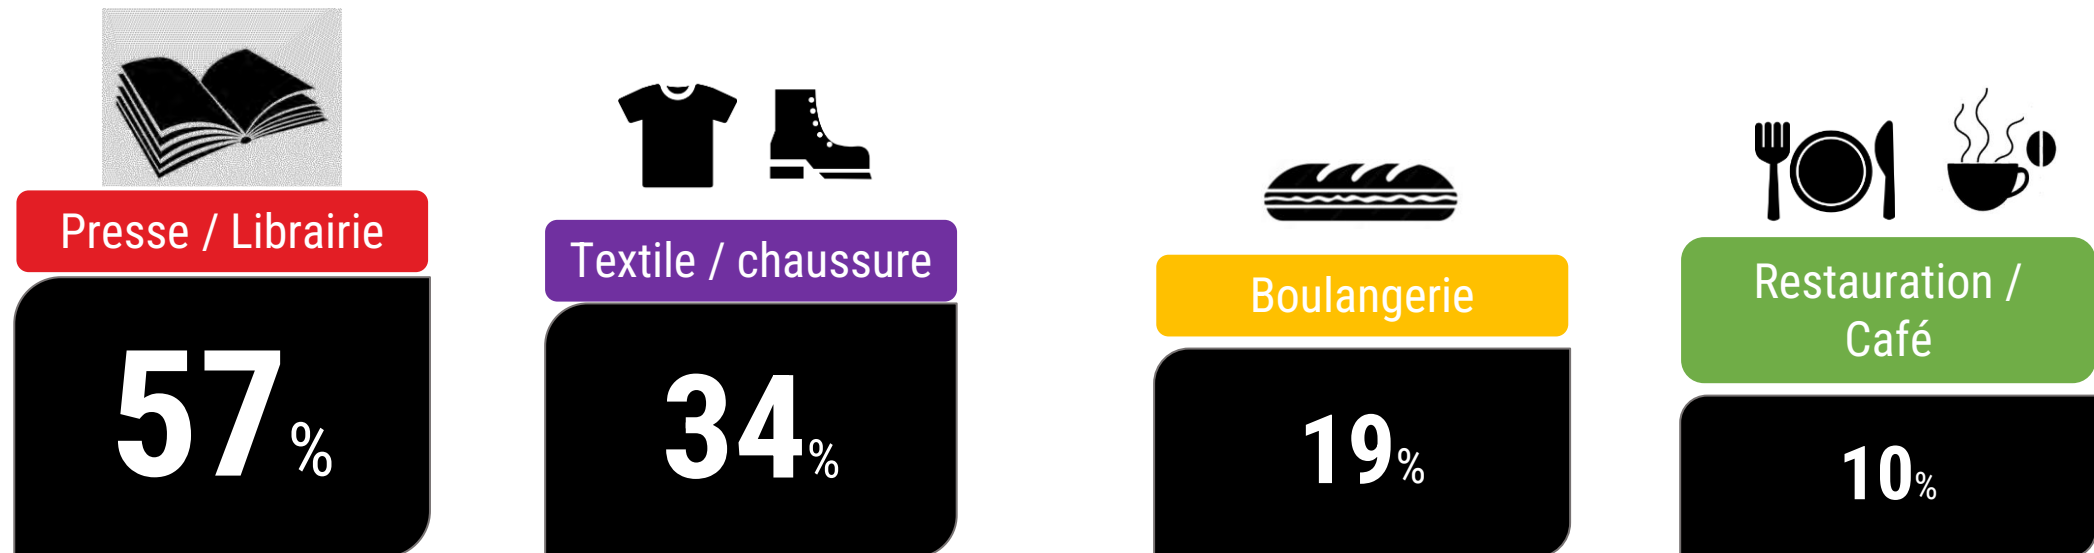 Presse / Librairie
57%
Textile / chaussure
34%
Boulangerie
19%
Restauration /
Café
10%